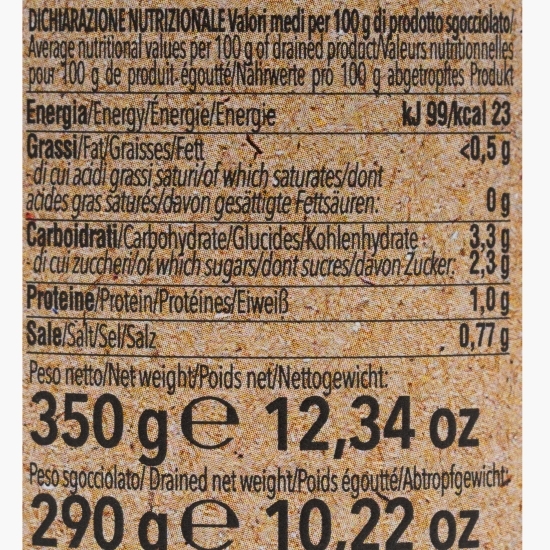 DICHIARAZIONE NUTRIZIONALE Valori medi per 100 g di prodotto sgocciolato/
Average nutritional values per 100 g of drained product/Valeurs nutritionnelles
pour 100 g de produit égoutté/Nährwerte pro 100 g abgetropftes Produkt
Energia/Energy/Énergie/Energie kJ 99/kcal 23
Grassi/Fat/Graisses/Fett <0,5 g
- di cui acidi grassi saturi/of which saturates/dont
acides gras saturés/davon gesättigte Fettsäuren: 0 g
Carboidrati/Carbohydrate/Glucides/Kohlenhydrate : 3,3 g
- di cui zuccheri/of which sugars/dont sucres/davon Zucker: 2,3 g
Proteine/Protein/Protéines/Eiweiß 1,0 g
Sale/Salt/Sel/Salz 0,77 g
Peso netto/Net weight/Poids net/Nettogewicht:
350 g e 12,34 oz
Peso sgocciolato/ Drained net weight/Poids égoutté/Abtropfgewicht:
290 g e 10,22 oz